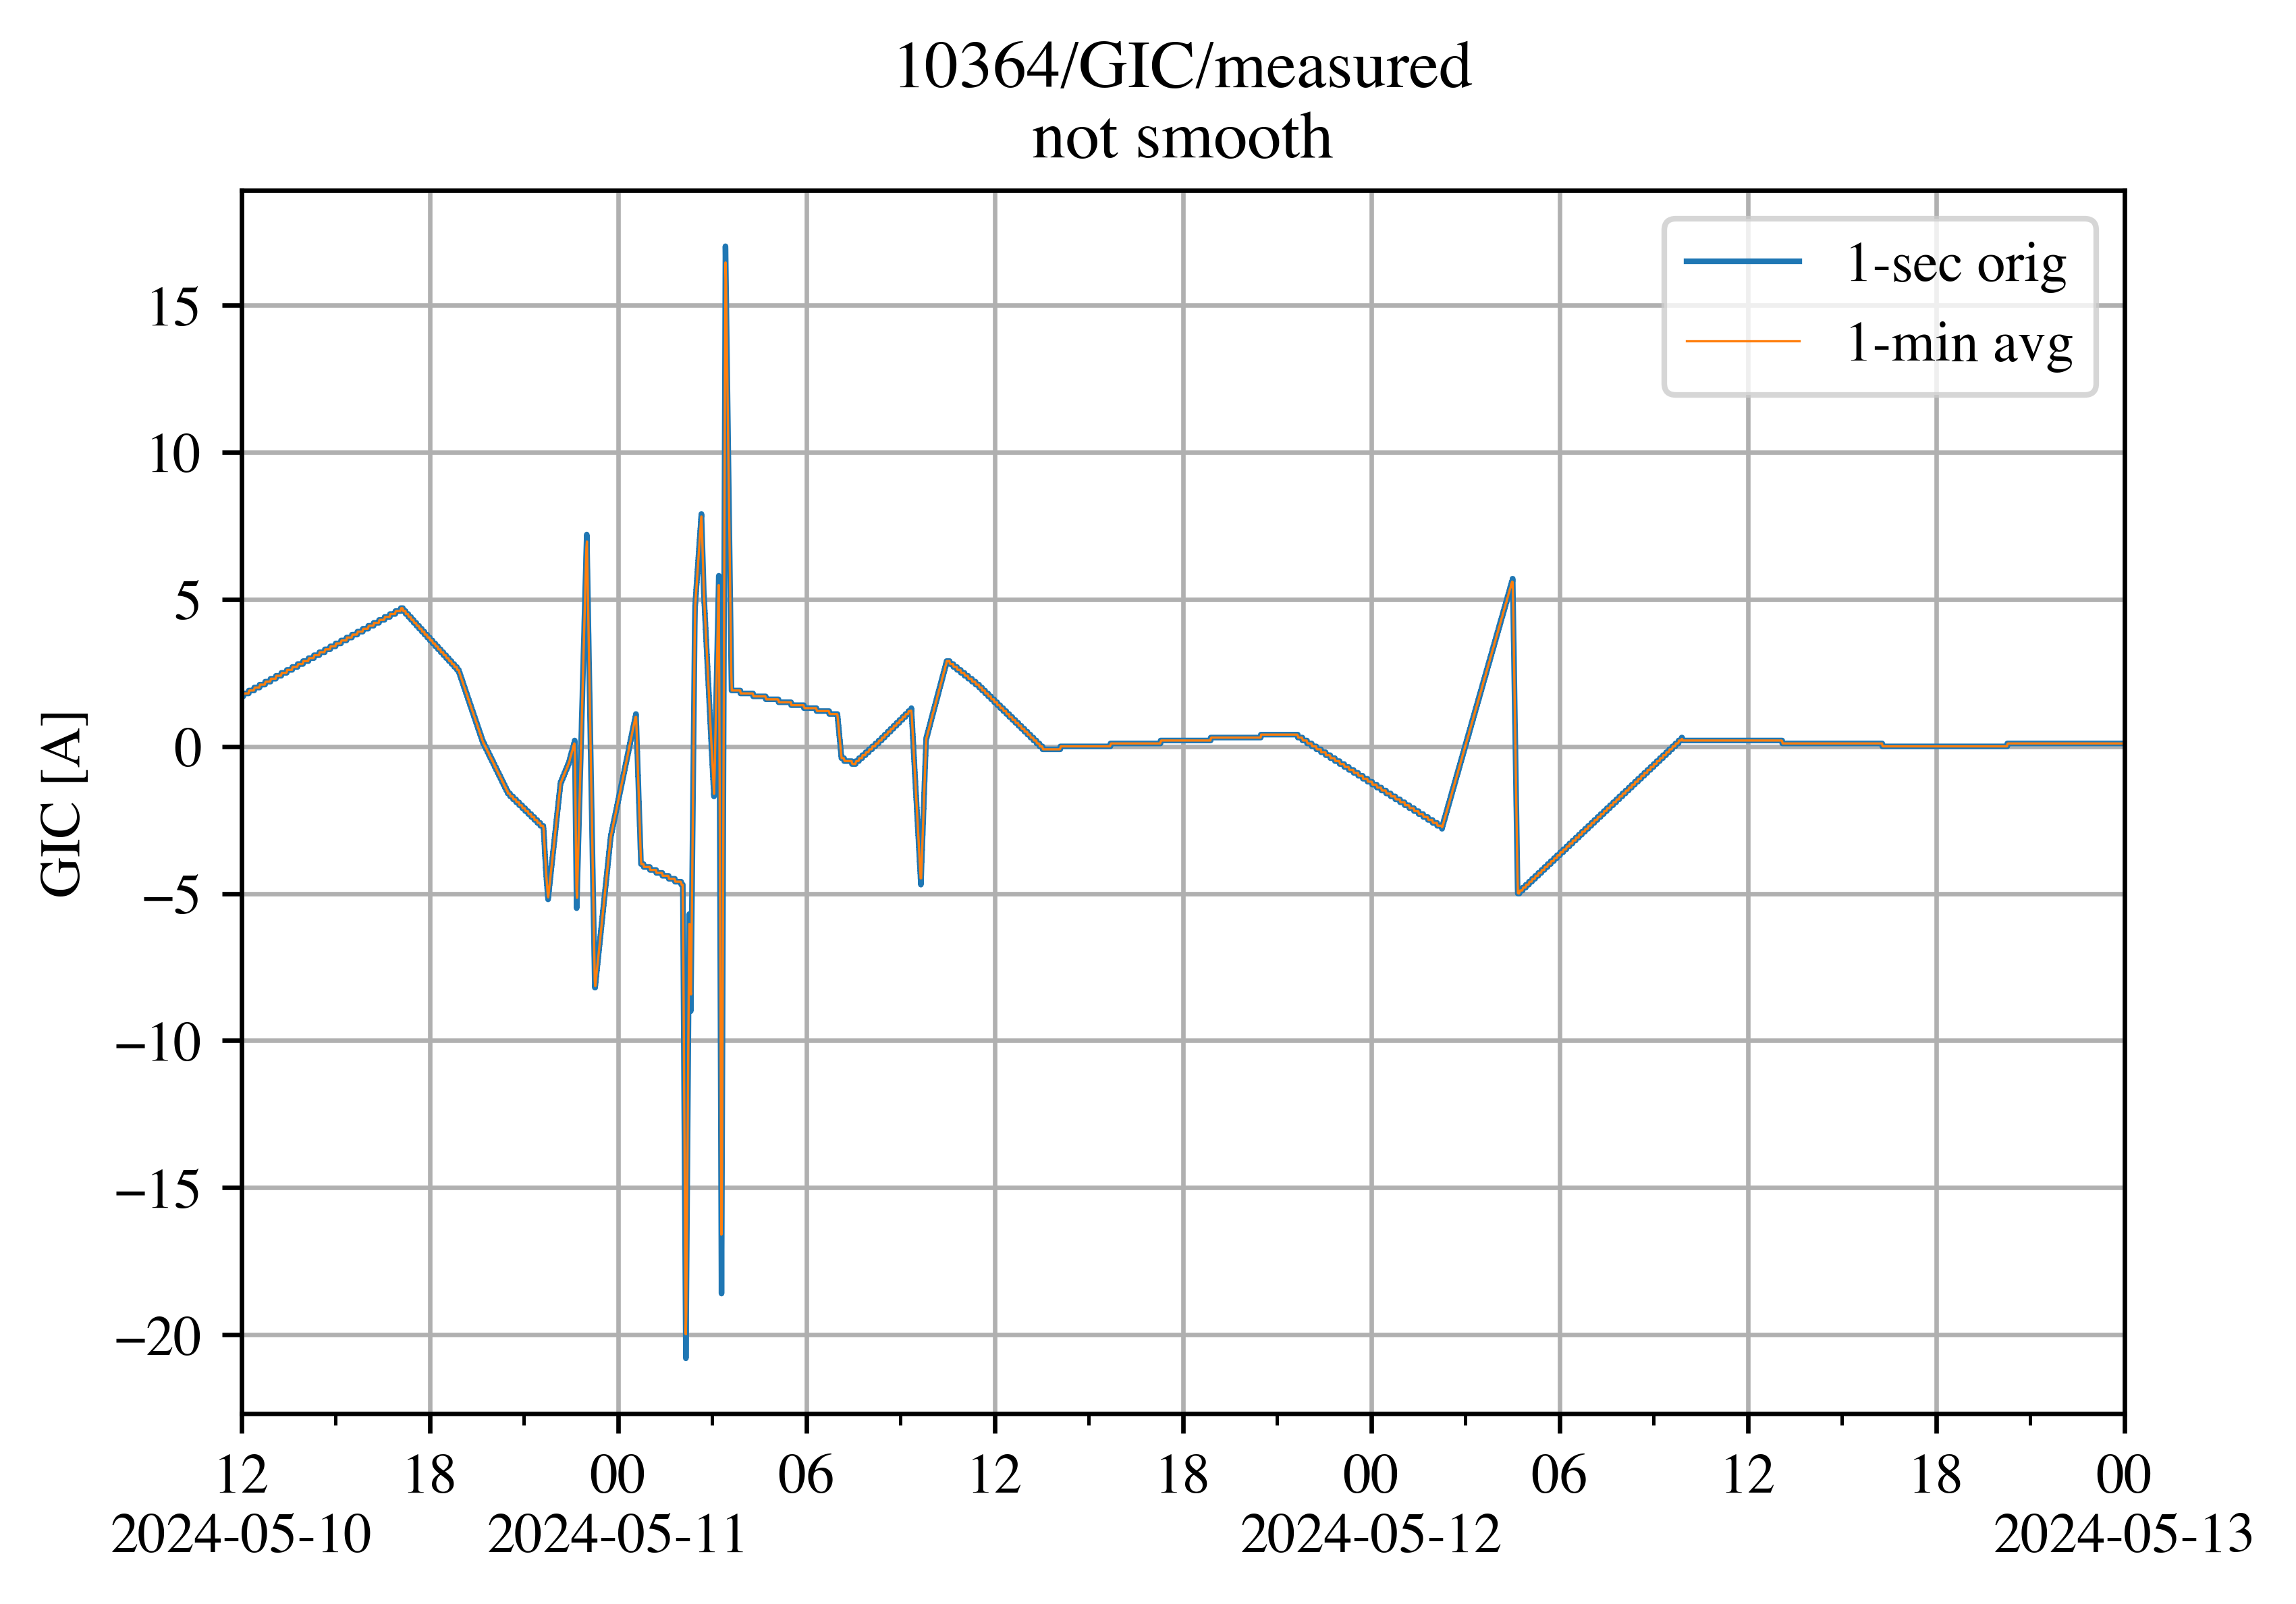 10364/GIC/measured
not smooth
1-sec orig
1-min avg
GIC [A]
15
10
5
0
−5
−10
−15
−20
12 18 00 06 12 18 00 06 12 18 00
2024-05-10 2024-05-11 2024-05-12 2024-05-13